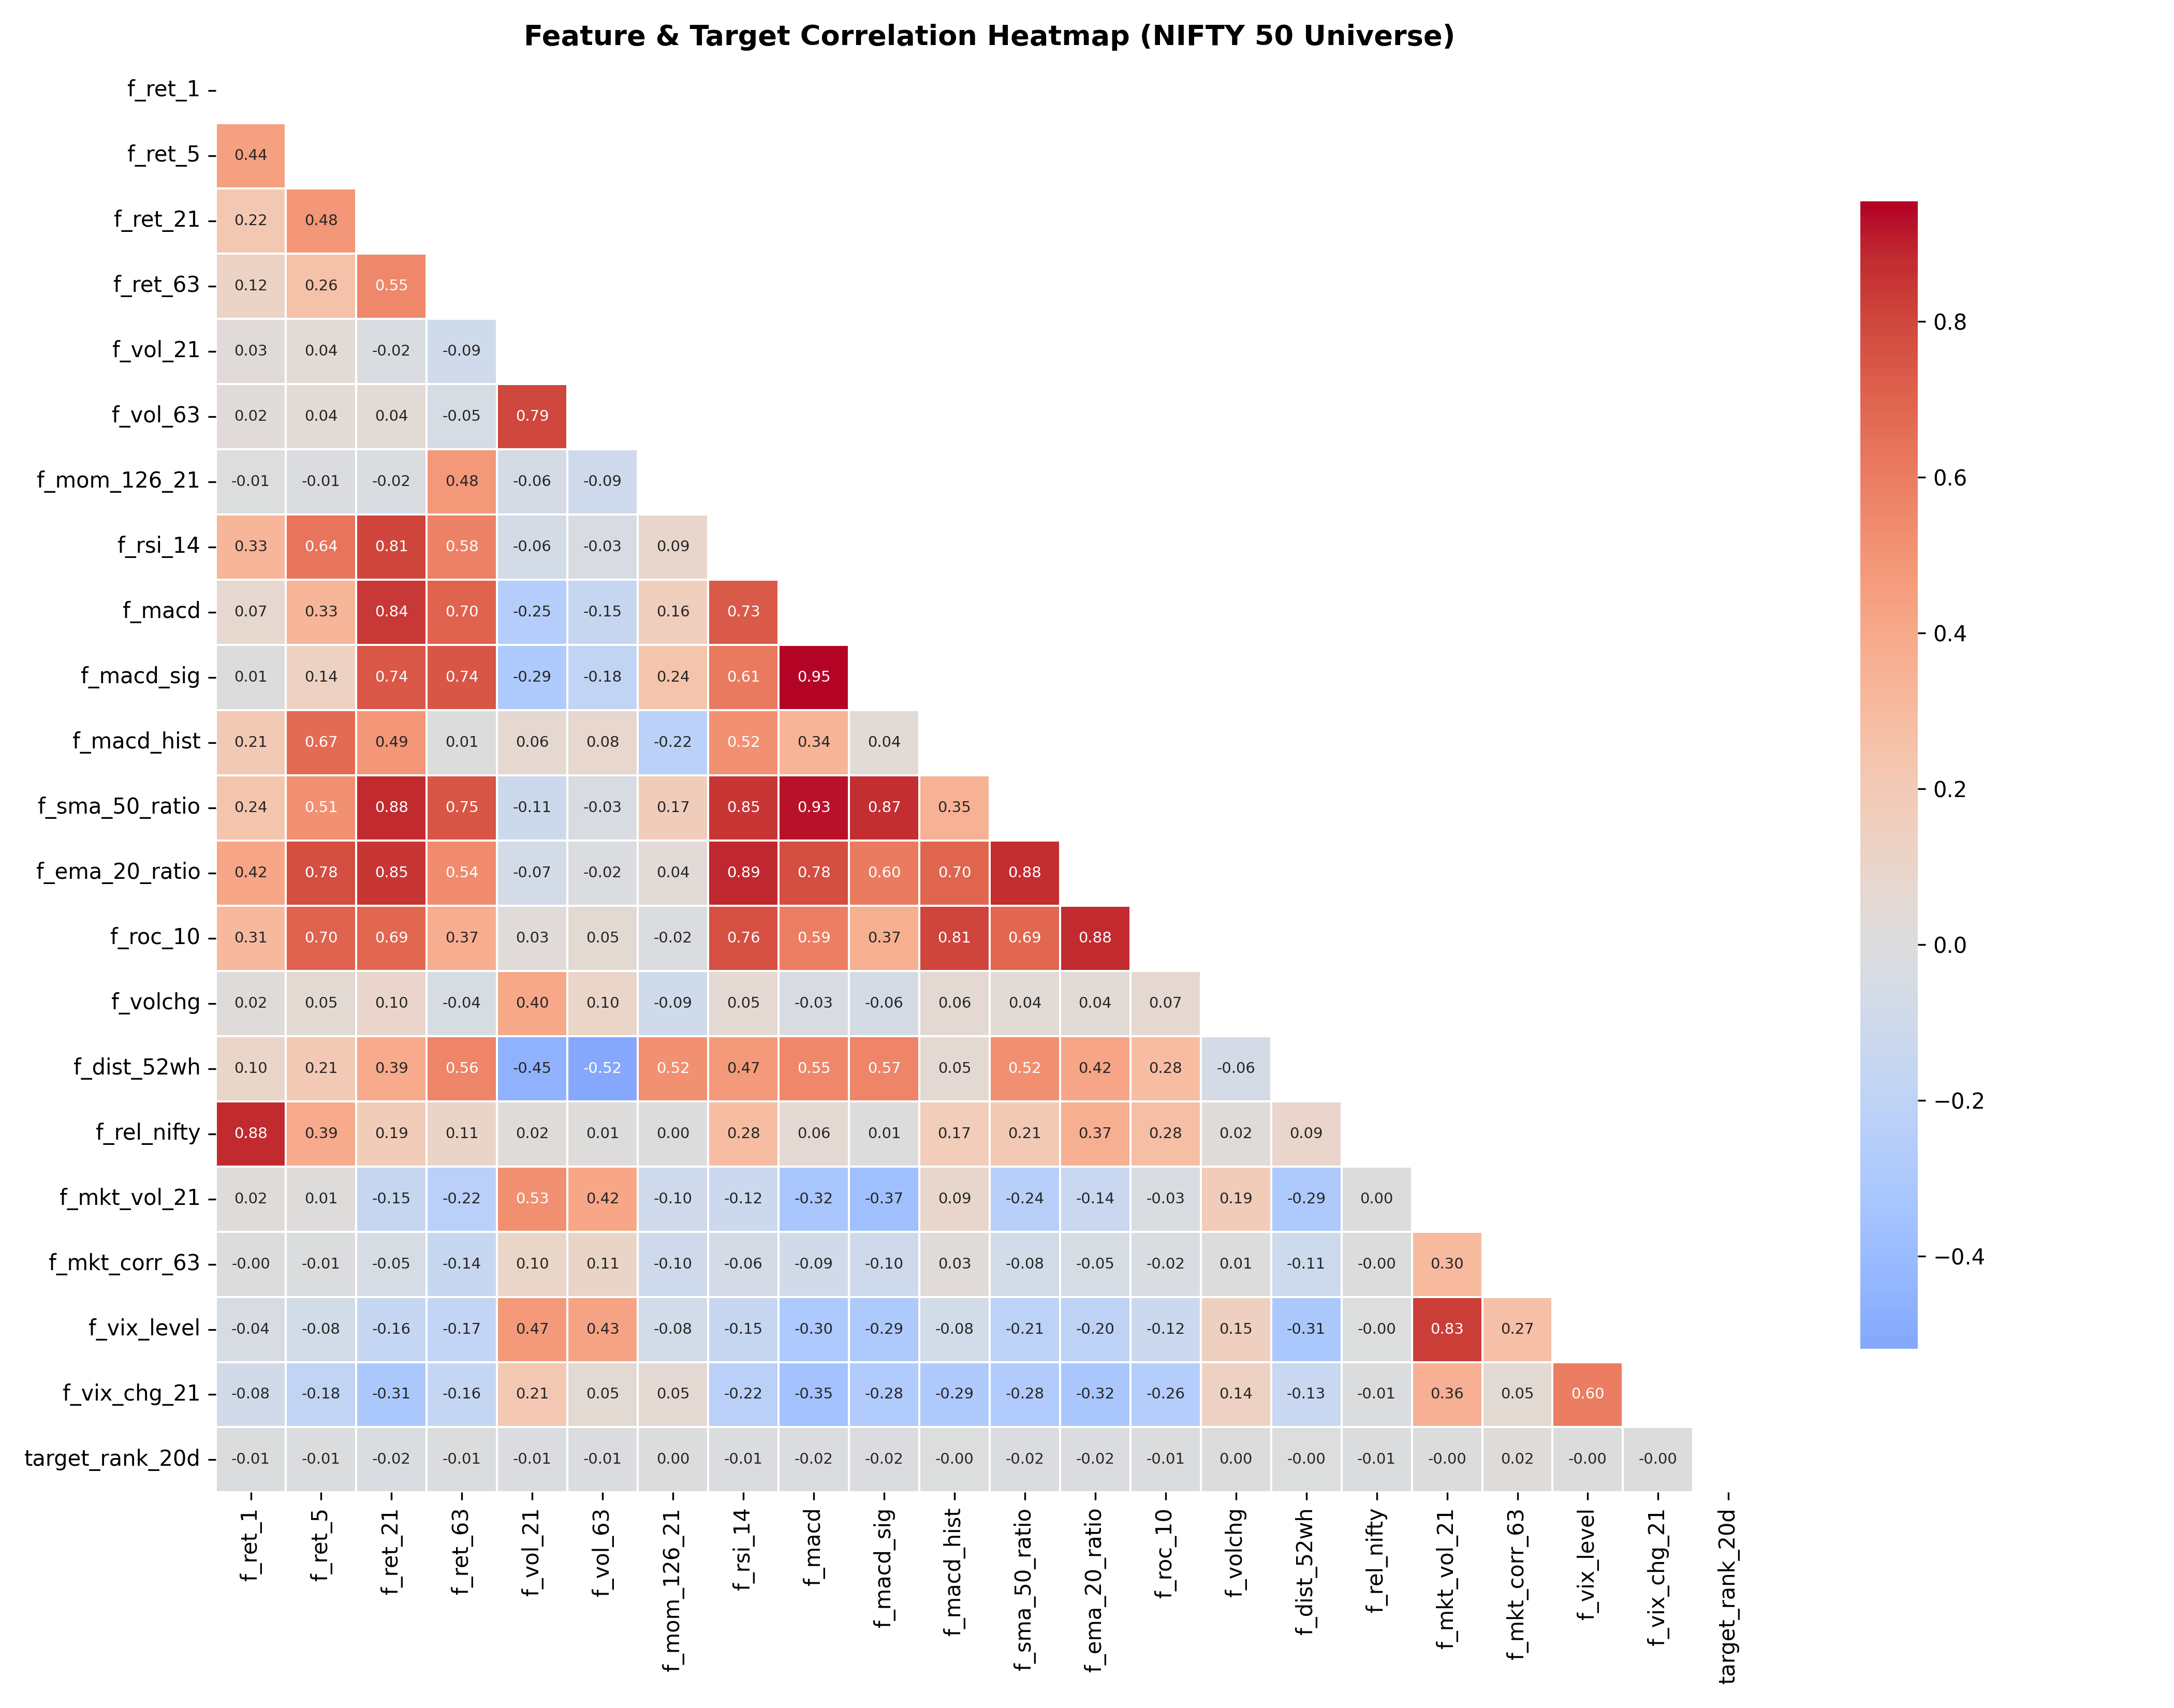 Feature & Target Correlation Heatmap (NIFTY 50 Universe)
f_ret_1
f_ret_5 0.44
f_ret_21 0.22 0.48
f_ret_63 0.12 0.26 0.55
f_vol_21 0.03 0.04 -0.02 -0.09
f_vol_63 0.02 0.04 0.04 -0.05 0.79
f_mom_126_21 -0.01 -0.01 -0.02 0.48 -0.06 -0.09
f_rsi_14 0.33 0.64 0.81 0.58 -0.06 -0.03 0.09
f_macd 0.07 0.33 0.84 0.70 -0.25 -0.15 0.16 0.73
f_macd_sig 0.01 0.14 0.74 0.74 -0.29 -0.18 0.24 0.61 0.95
f_macd_hist 0.21 0.67 0.49 0.01 0.06 0.08 -0.22 0.52 0.34 0.04
f_sma_50_ratio 0.24 0.51 0.88 0.75 -0.11 -0.03 0.17 0.85 0.93 0.87 0.35
f_ema_20_ratio 0.42 0.78 0.85 0.54 -0.07 -0.02 0.04 0.89 0.78 0.60 0.70 0.88
f_roc_10 0.31 0.70 0.69 0.37 0.03 0.05 -0.02 0.76 0.59 0.37 0.81 0.69 0.88
f_volchg 0.02 0.05 0.10 -0.04 0.40 0.10 -0.09 0.05 -0.03 -0.06 0.06 0.04 0.04 0.07
f_dist_52wh 0.10 0.21 0.39 0.56 -0.45 -0.52 0.52 0.47 0.55 0.57 0.05 0.52 0.42 0.28 -0.06
f_rel_nifty 0.88 0.39 0.19 0.11 0.02 0.01 0.00 0.28 0.06 0.01 0.17 0.21 0.37 0.28 0.02 0.09
f_mkt_vol_21 0.02 0.01 -0.15 -0.22 0.53 0.42 -0.10 -0.12 -0.32 -0.37 0.09 -0.24 -0.14 -0.03 0.19 -0.29 0.00
f_mkt_corr_63 -0.00 -0.01 -0.05 -0.14 0.10 0.11 -0.10 -0.06 -0.09 -0.10 0.03 -0.08 -0.05 -0.02 0.01 -0.11 -0.00 0.30
f_vix_level -0.04 -0.08 -0.16 -0.17 0.47 0.43 -0.08 -0.15 -0.30 -0.29 -0.08 -0.21 -0.20 -0.12 0.15 -0.31 -0.00 0.83 0.27
f_vix_chg_21 -0.08 -0.18 -0.31 -0.16 0.21 0.05 0.05 -0.22 -0.35 -0.28 -0.29 -0.28 -0.32 -0.26 0.14 -0.13 -0.01 0.36 0.05 0.60
target_rank_20d -0.01 -0.01 -0.02 -0.01 -0.01 -0.01 0.00 -0.01 -0.02 -0.02 -0.00 -0.02 -0.02 -0.01 0.00 -0.00 -0.01 -0.00 0.02 -0.00 -0.00
f_ret_1
f_ret_5
f_ret_21
f_ret_63
f_vol_21
f_vol_63
f_mom_126_21
f_rsi_14
f_macd
f_macd_sig
f_macd_hist
f_sma_50_ratio
f_ema_20_ratio
f_roc_10
f_volchg
f_dist_52wh
f_rel_nifty
f_mkt_vol_21
f_mkt_corr_63
f_vix_level
f_vix_chg_21
target_rank_20d
0.8
0.6
0.4
0.2
0.0
−0.2
−0.4